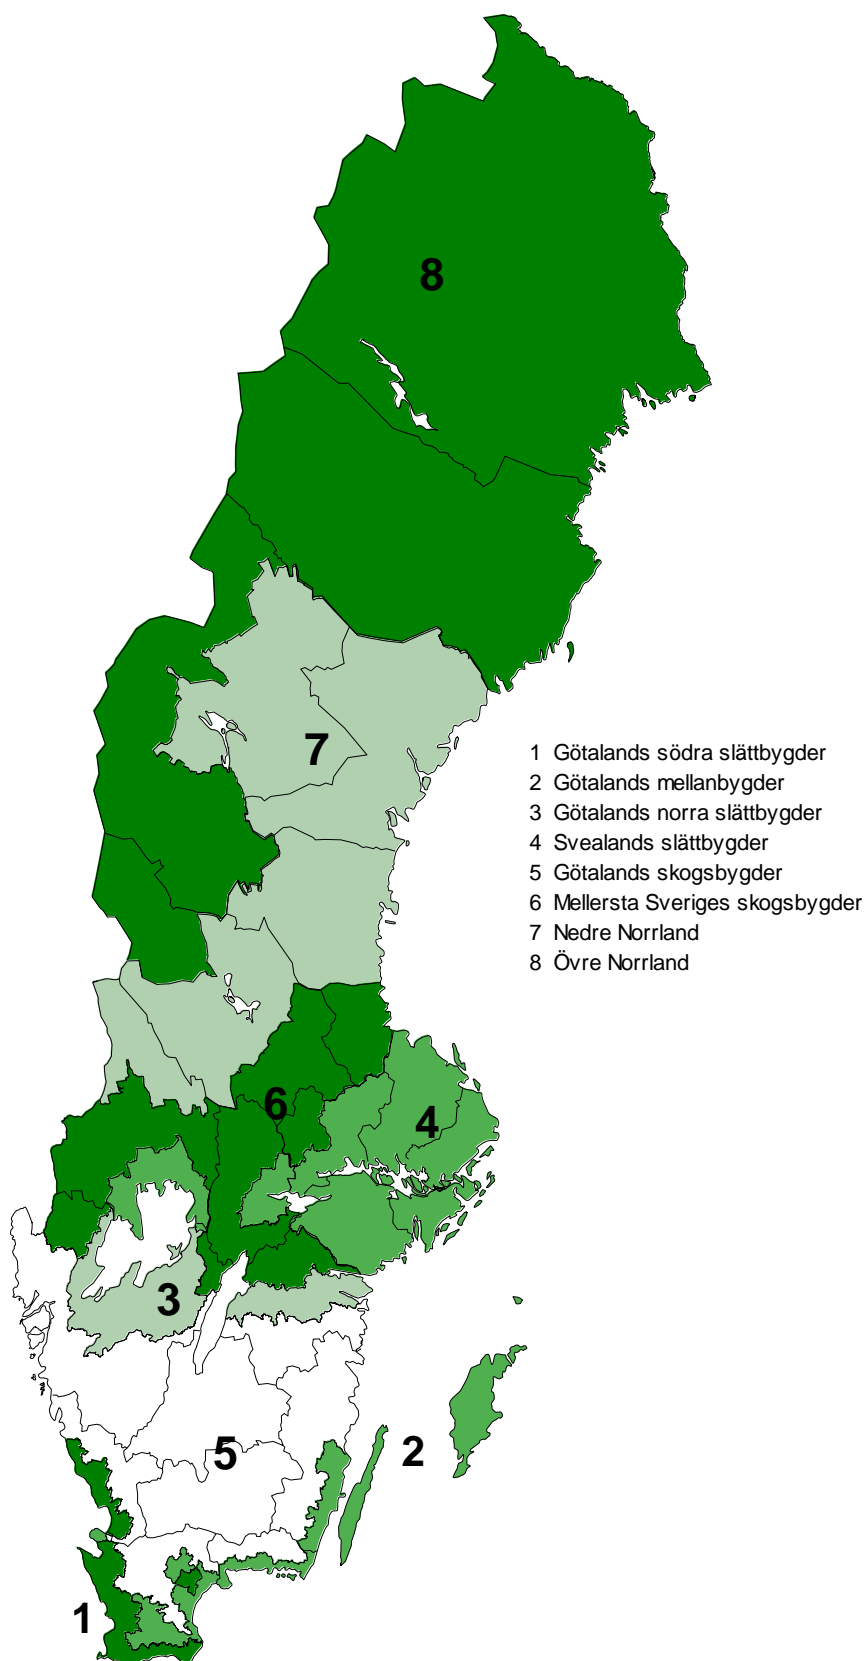 8
7
1 Götalands södra slättbygder
2 Götalands mellanbygder
3 Götalands norra slättbygder
4 Svealands slättbygder
5 Götalands skogsbygder
6 Mellersta Sveriges skogsbygder
7 Nedre Norrland
8 Övre Norrland
6
4
3
5
2
1